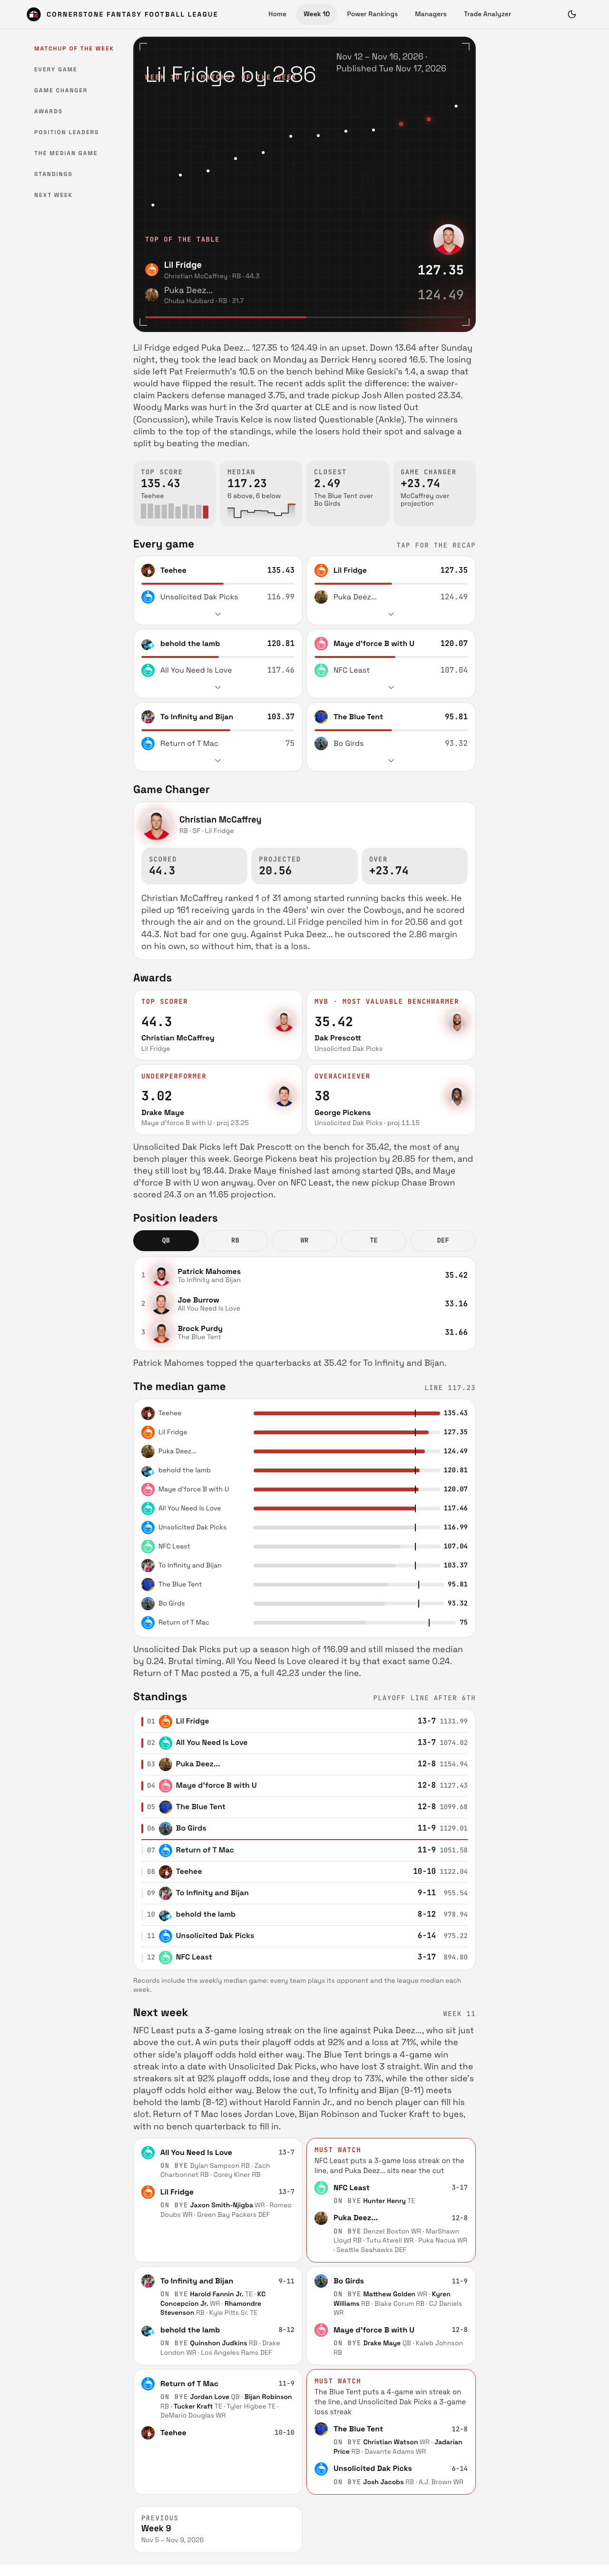 CORNERSTONE FANTASY FOOTBALL LEAGUE
Home
Week 10
Power Rankings
Managers
Trade Analyzer
MATCHUP OF THE WEEK
EVERY GAME
GAME CHANGER
AWARDS
POSITION LEADERS
THE MEDIAN GAME
STANDINGS
NEXT WEEK
Nov 12 – Nov 16, 2026 ·
Published Tue Nov 17, 2026
Lil Fridge by 2.86
TOP OF THE TABLE
Lil Fridge
Christian McCaffrey · RB · 44.3
127.35
Puka Deez...
Chuba Hubbard · RB · 31.7
124.49
Lil Fridge edged Puka Deez... 127.35 to 124.49 in an upset. Down 13.64 after Sunday
night, they took the lead back on Monday as Derrick Henry scored 16.5. The losing
side left Pat Freiermuth's 10.5 on the bench behind Mike Gesicki's 1.4, a swap that
would have flipped the result. The recent adds split the difference: the waiver-
claim Packers defense managed 3.75, and trade pickup Josh Allen posted 23.34.
Woody Marks was hurt in the 3rd quarter at CLE and is now listed Out
(Concussion), while Travis Kelce is now listed Questionable (Ankle). The winners
climb to the top of the standings, while the losers hold their spot and salvage a
split by beating the median.
TOP SCORE
135.43
Teehee
MEDIAN
117.23
6 above, 6 below
CLOSEST
2.49
The Blue Tent over
Bo Girds
GAME CHANGER
+23.74
McCaffrey over
projection
Every game
TAP FOR THE RECAP
Teehee 135.43
Unsolicited Dak Picks 116.99
Lil Fridge 127.35
Puka Deez... 124.49
behold the lamb 120.81
All You Need Is Love 117.46
Maye d'force B with U 120.07
NFC Least 107.04
To Infinity and Bijan 103.37
Return of T Mac 75
The Blue Tent 95.81
Bo Girds 93.32
Game Changer
Christian McCaffrey
RB · SF · Lil Fridge
SCORED
44.3
PROJECTED
20.56
OVER
+23.74
Christian McCaffrey ranked 1 of 31 among started running backs this week. He
piled up 161 receiving yards in the 49ers' win over the Cowboys, and he scored
through the air and on the ground. Lil Fridge penciled him in for 20.56 and got
44.3. Not bad for one guy. Against Puka Deez... he outscored the 2.86 margin
on his own, so without him, that is a loss.
Awards
TOP SCORER
44.3
Christian McCaffrey
Lil Fridge
MVB · MOST VALUABLE BENCHWARMER
35.42
Dak Prescott
Unsolicited Dak Picks
UNDERPERFORMER
3.02
Drake Maye
Maye d'force B with U · proj 23.25
OVERACHIEVER
38
George Pickens
Unsolicited Dak Picks · proj 11.15
Unsolicited Dak Picks left Dak Prescott on the bench for 35.42, the most of any
bench player this week. George Pickens beat his projection by 26.85 for them, and
they still lost by 18.44. Drake Maye finished last among started QBs, and Maye
d'force B with U won anyway. Over on NFC Least, the new pickup Chase Brown
scored 24.3 on an 11.65 projection.
Position leaders
QB
RB
WR
TE
DEF
1 Patrick Mahomes 35.42
To Infinity and Bijan
2 Joe Burrow 33.16
All You Need Is Love
3 Brock Purdy 31.66
The Blue Tent
Patrick Mahomes topped the quarterbacks at 35.42 for To Infinity and Bijan.
The median game
LINE 117.23
Teehee 135.43
Lil Fridge 127.35
Puka Deez... 124.49
behold the lamb 120.81
Maye d'force B with U 120.07
All You Need Is Love 117.46
Unsolicited Dak Picks 116.99
NFC Least 107.04
To Infinity and Bijan 103.37
The Blue Tent 95.81
Bo Girds 93.32
Return of T Mac 75
Unsolicited Dak Picks put up a season high of 116.99 and still missed the median
by 0.24. Brutal timing. All You Need Is Love cleared it by that exact same 0.24.
Return of T Mac posted a 75, a full 42.23 under the line.
Standings
PLAYOFF LINE AFTER 6TH
01 Lil Fridge 13-7 1131.99
02 All You Need Is Love 13-7 1074.02
03 Puka Deez... 12-8 1154.94
04 Maye d'force B with U 12-8 1127.43
05 The Blue Tent 12-8 1099.68
06 Bo Girds 11-9 1129.01
07 Return of T Mac 11-9 1051.58
08 Teehee 10-10 1122.04
09 To Infinity and Bijan 9-11 955.54
10 behold the lamb 8-12 978.94
11 Unsolicited Dak Picks 6-14 975.22
12 NFC Least 3-17 894.80
Records include the weekly median game: every team plays its opponent and the league median each
week.
Next week
WEEK 11
NFC Least puts a 3-game losing streak on the line against Puka Deez..., who sit just
above the cut. A win puts their playoff odds at 92% and a loss at 71%, while the
other side's playoff odds hold either way. The Blue Tent brings a 4-game win
streak into a date with Unsolicited Dak Picks, who have lost 3 straight. Win and the
streakers sit at 92% playoff odds, lose and they drop to 73%, while the other side's
playoff odds hold either way. Below the cut, To Infinity and Bijan (9-11) meets
behold the lamb (8-12) without Harold Fannin Jr., and no bench player can fill his
slot. Return of T Mac loses Jordan Love, Bijan Robinson and Tucker Kraft to byes,
with no bench quarterback to fill in.
All You Need Is Love 13-7
ON BYE Dylan Sampson RB · Zach
Charbonnet RB · Corey Kiner RB
Lil Fridge 13-7
ON BYE Jaxon Smith-Njigba WR · Romeo
Doubs WR · Green Bay Packers DEF
MUST WATCH
NFC Least puts a 3-game loss streak on the
line, and Puka Deez... sits near the cut
NFC Least 3-17
ON BYE Hunter Henry TE
Puka Deez... 12-8
ON BYE Denzel Boston WR · MarShawn
Lloyd RB · Tutu Atwell WR · Puka Nacua WR
· Seattle Seahawks DEF
To Infinity and Bijan 9-11
ON BYE Harold Fannin Jr. TE · KC
Concepcion Jr. WR · Rhamondre
Stevenson RB · Kyle Pitts Sr. TE
behold the lamb 8-12
ON BYE Quinshon Judkins RB · Drake
London WR · Los Angeles Rams DEF
Bo Girds 11-9
ON BYE Matthew Golden WR · Kyren
Williams RB · Blake Corum RB · CJ Daniels
WR
Maye d'force B with U 12-8
ON BYE Drake Maye QB · Kaleb Johnson
RB
Return of T Mac 11-9
ON BYE Jordan Love QB · Bijan Robinson
RB · Tucker Kraft TE · Tyler Higbee TE ·
DeMario Douglas WR
Teehee 10-10
MUST WATCH
The Blue Tent puts a 4-game win streak on
the line, and Unsolicited Dak Picks a 3-game
loss streak
The Blue Tent 12-8
ON BYE Christian Watson WR · Jadarian
Price RB · Davante Adams WR
Unsolicited Dak Picks 6-14
ON BYE Josh Jacobs RB · A.J. Brown WR
PREVIOUS
Week 9
Nov 5 – Nov 9, 2026